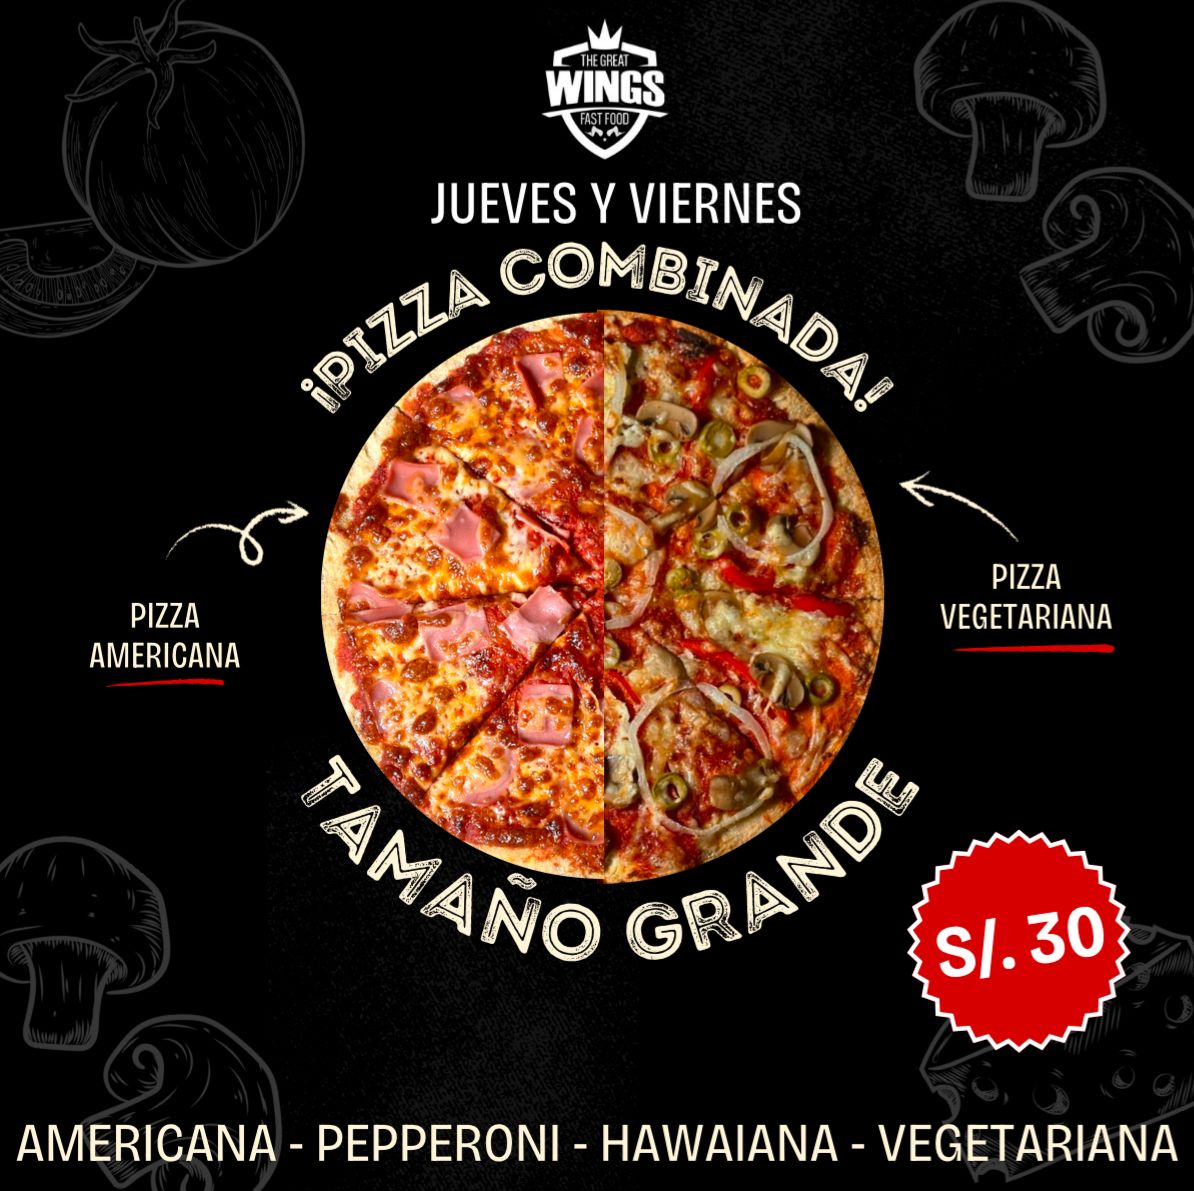 THE GREAT
WINGS
FAST FOOD
JUEVES Y VIERNES
¡PIZZA COMBINADA!
PIZZA
AMERICANA
PIZZA
VEGETARIANA
TAMAÑO GRANDE
S/. 30
AMERICANA - PEPPERONI - HAWAIANA - VEGETARIANA